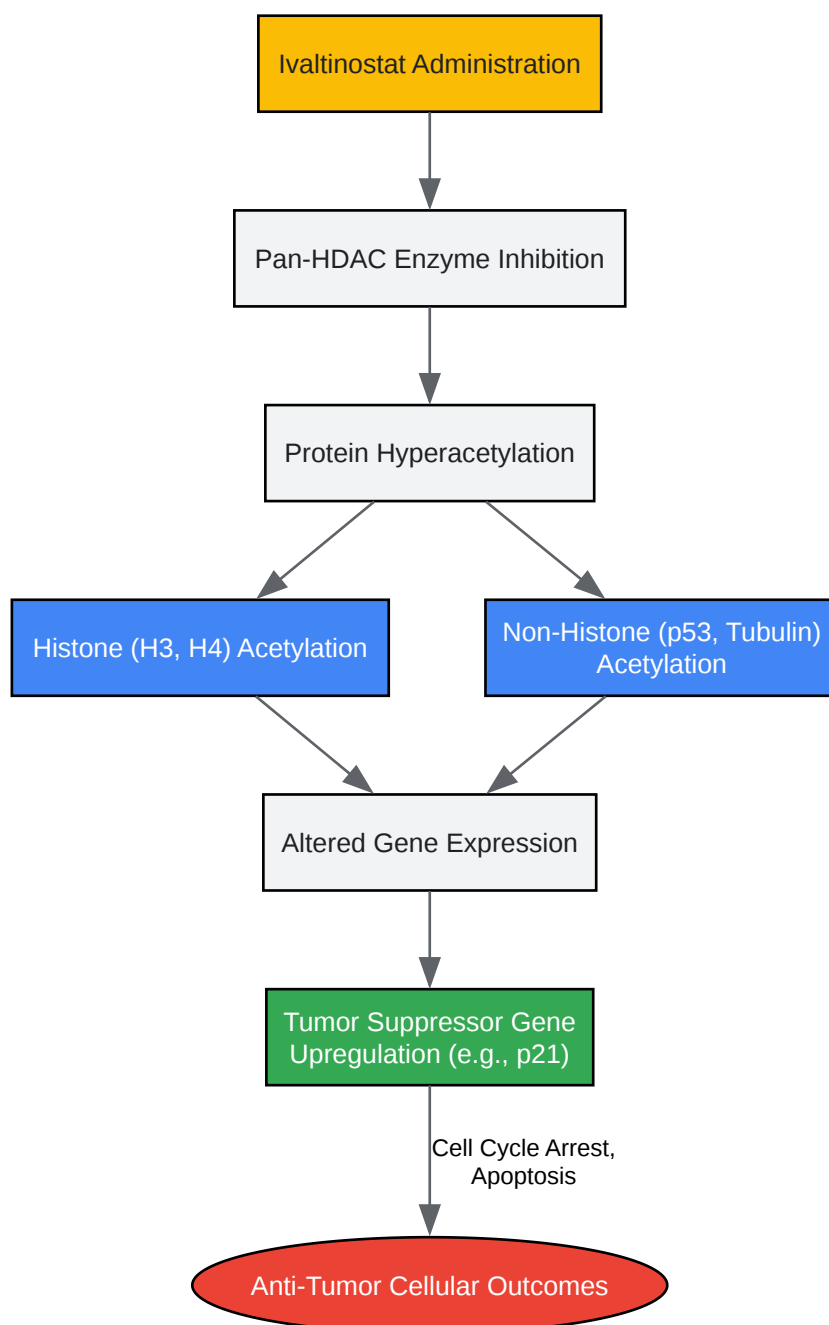 Ivaltinostat Administration
Pan-HDAC Enzyme Inhibition
Protein Hyperacetylation
Histone (H3, H4) Acetylation
Non-Histone (p53, Tubulin)
Acetylation
Altered Gene Expression
Tumor Suppressor Gene
Upregulation (e.g., p21)
Cell Cycle Arrest,
Apoptosis
Anti-Tumor Cellular Outcomes